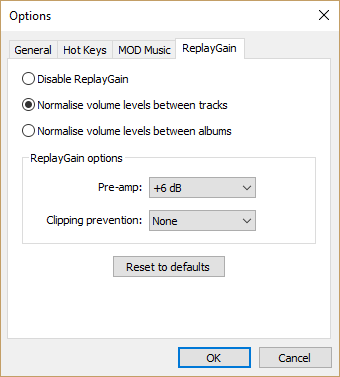 Options
General Hot Keys MOD Music ReplayGain
Disable ReplayGain
Normalise volume levels between tracks
Normalise volume levels between albums
ReplayGain options
Pre-amp: +6 dB
Clipping prevention: None
Reset to defaults
OK Cancel